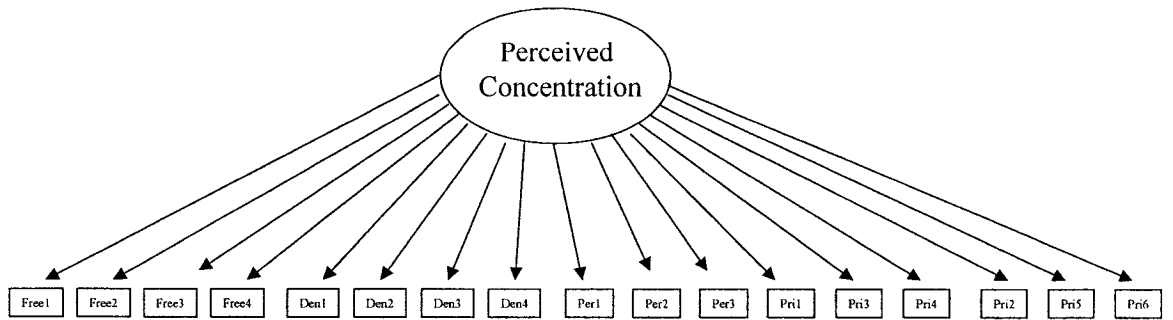 Perceived
Concentration
Free1 Free2 Free3 Free4 Den1 Den2 Den3 Den4 Per1 Per2 Per3 Pri1 Pri3 Pri4 Pri2 Pri5 Pri6